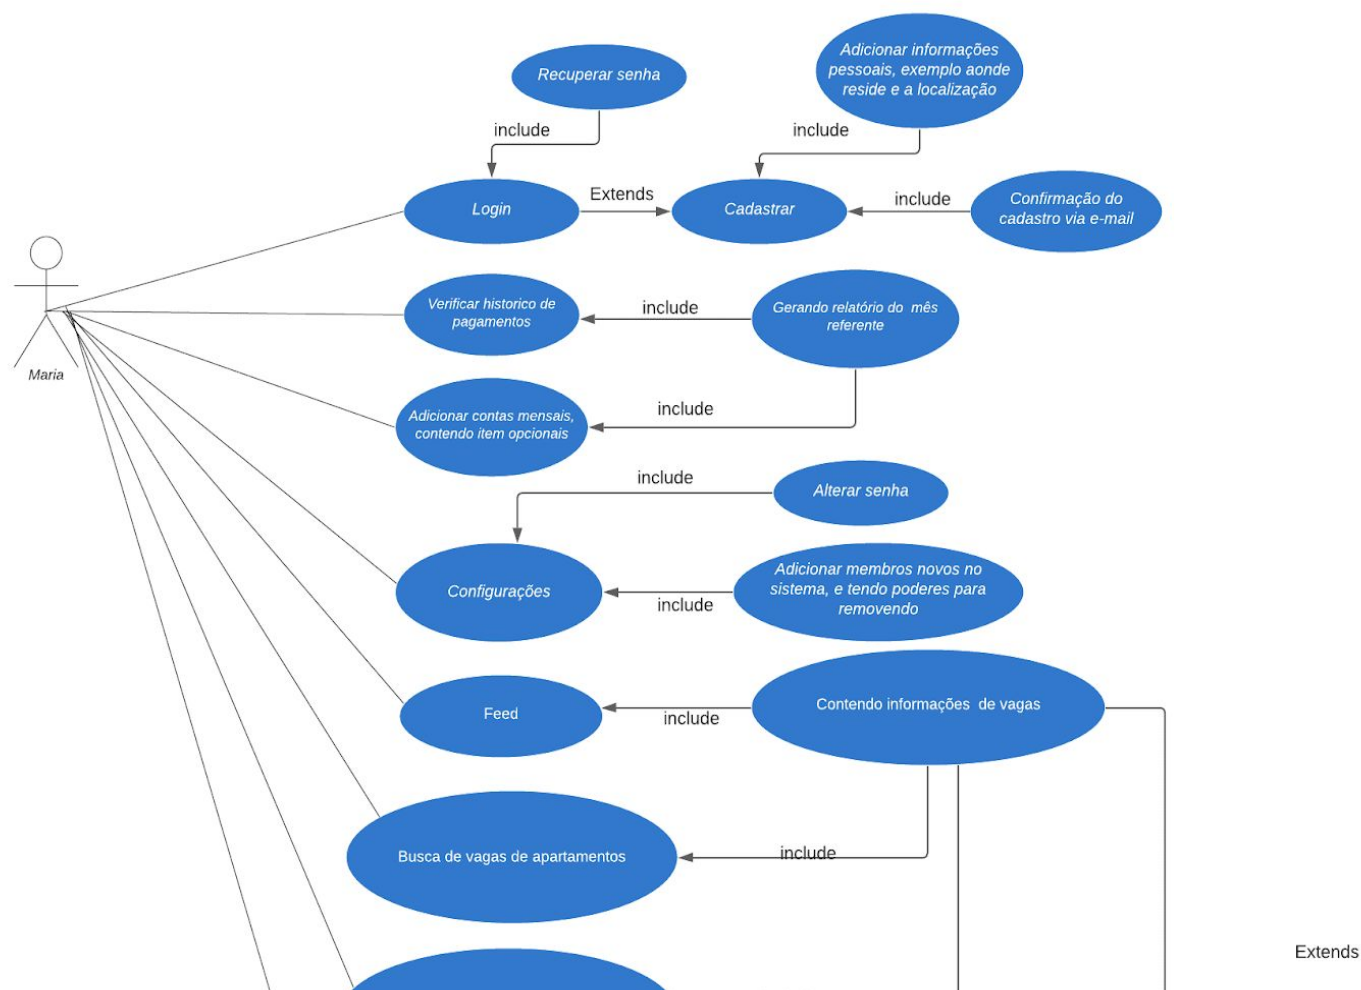 Adicionar informações
pessoais, exemplo aonde
reside e a localização
Recuperar senha
include
include
Login
Extends
Cadastrar
include
Confirmação do
cadastro via e-mail
Maria
Verificar historico de
pagamentos
include
Gerando relatório do mês
referente
Adicionar contas mensais,
contendo item opcionais
include
include
Alterar senha
Configurações
include
Adicionar membros novos no
sistema, e tendo poderes para
removendo
Feed
include
Contendo informações de vagas
Busca de vagas de apartamentos
include
Extends